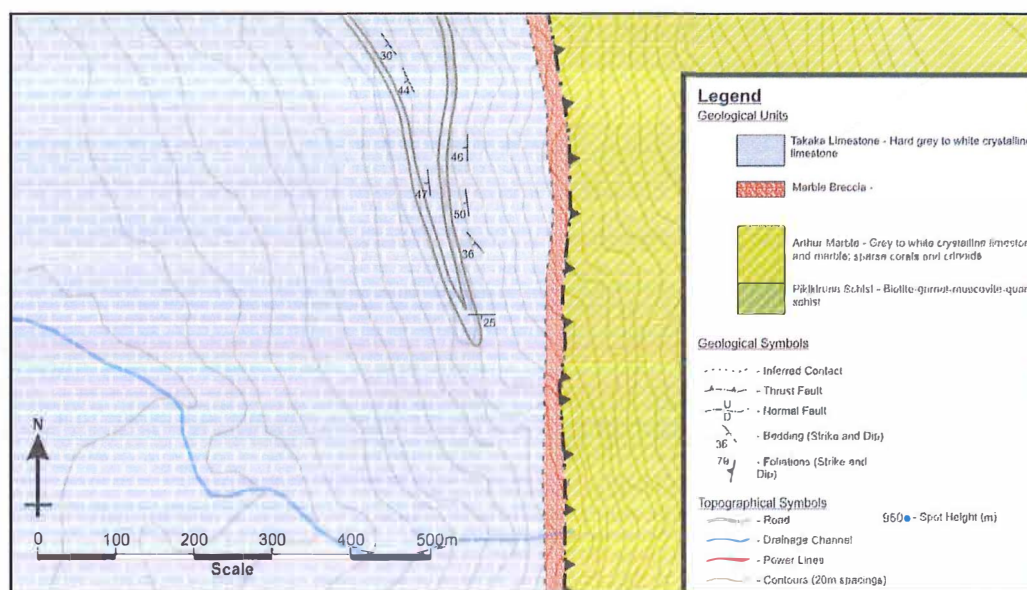 30
44
46
47
50
36
25
N
0 100 200 300 400 500m
Scale
Legend
Geological Units
Takaka Limestone - Hard grey to white crystalline
limestone
Marble Breccia -
Arthur Marble - Grey to white crystalline limeston
and marble; sparse corals and crinoids
Pikikiruna Schist - Biotite-garnet-muscovite-quar
schist
Geological Symbols
- Inferred Contact
- Thrust Fault
U
D - Normal Fault
36 - Bedding (Strike and Dip)
78 - Foliations (Strike and
Dip)
Topographical Symbols
- Road
950 - Spot Height (m)
- Drainage Channel
- Power Lines
- Contours (20m spacings)